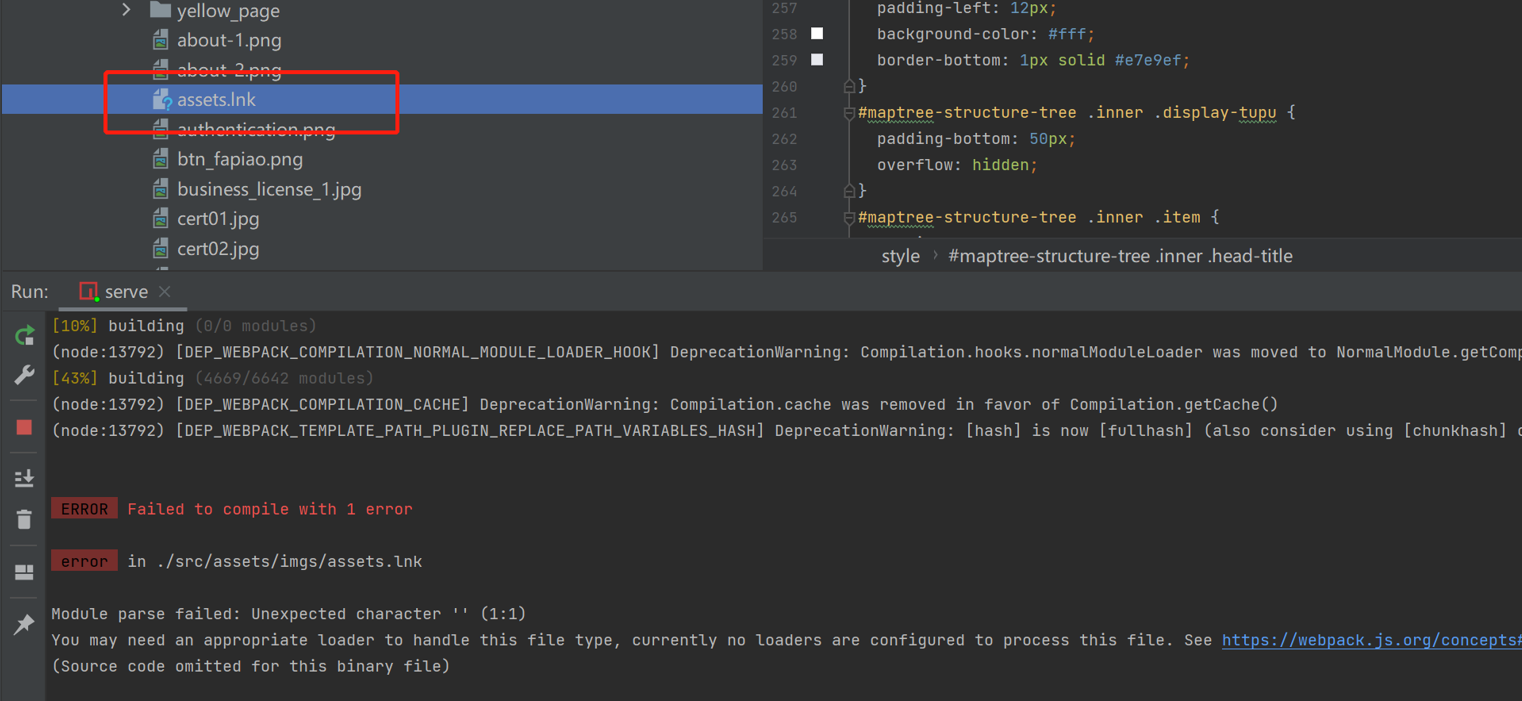 yellow_page
about-1.png
about-2.png
assets.lnk
authentication.png
btn_fapiao.png
business_license_1.jpg
cert01.jpg
cert02.jpg
257 padding-left: 12px;
258 background-color: #fff;
259 border-bottom: 1px solid #e7e9ef;
260 }
261 #maptree-structure-tree .inner .display-tupu {
262 padding-bottom: 50px;
263 overflow: hidden;
264 }
265 #maptree-structure-tree .inner .item {
style › #maptree-structure-tree .inner .head-title
Run: serve
[10%] building (0/0 modules)
(node:13792) [DEP_WEBPACK_COMPILATION_NORMAL_MODULE_LOADER_HOOK] DeprecationWarning: Compilation.hooks.normalModuleLoader was moved to NormalModule.getComp
[43%] building (4669/6642 modules)
(node:13792) [DEP_WEBPACK_COMPILATION_CACHE] DeprecationWarning: Compilation.cache was removed in favor of Compilation.getCache()
(node:13792) [DEP_WEBPACK_TEMPLATE_PATH_PLUGIN_REPLACE_PATH_VARIABLES_HASH] DeprecationWarning: [hash] is now [fullhash] (also consider using [chunkhash]
ERROR Failed to compile with 1 error
error in ./src/assets/imgs/assets.lnk
Module parse failed: Unexpected character '' (1:1)
You may need an appropriate loader to handle this file type, currently no loaders are configured to process this file. See https://webpack.js.org/concepts#
(Source code omitted for this binary file)